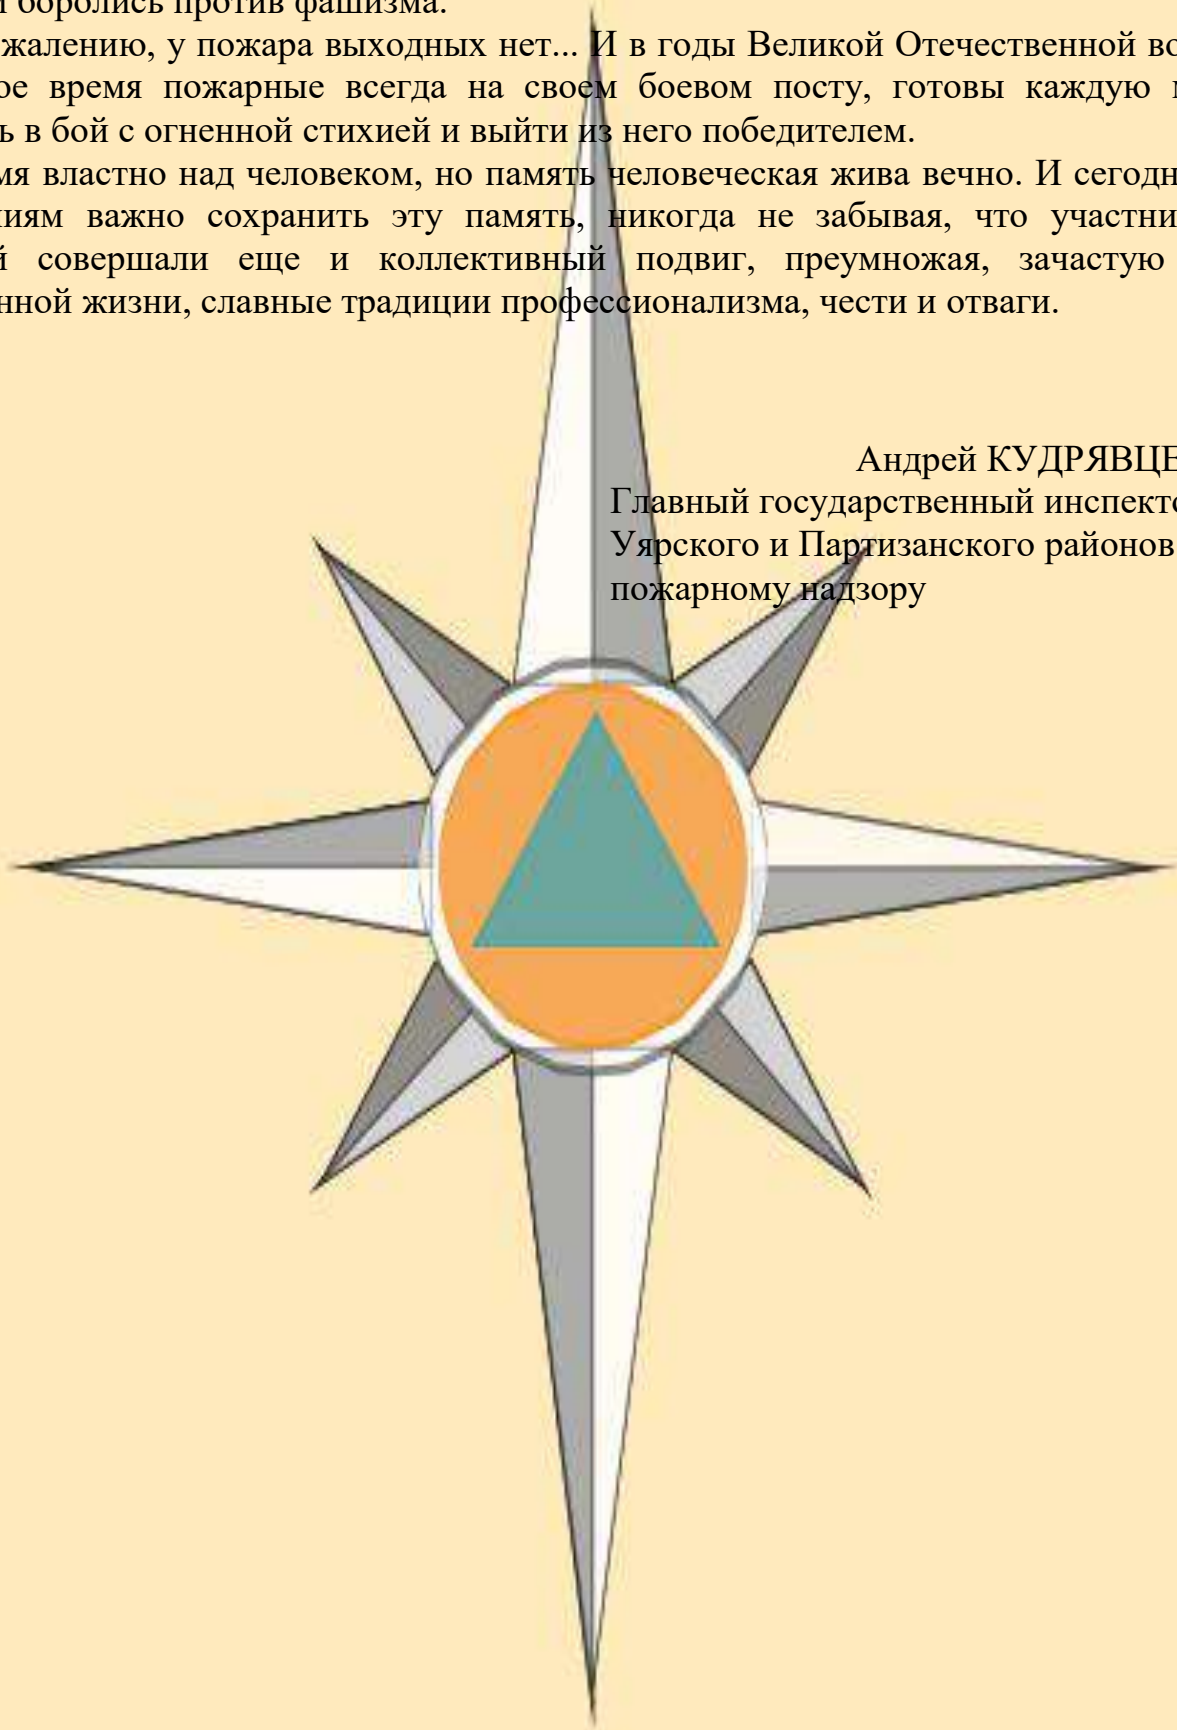 и боролись против фашизма.
жалению, у пожара выходных нет... И в годы Великой Отечественной во
ое время пожарные всегда на своем боевом посту, готовы каждую м
ь в бой с огненной стихией и выйти из него победителем.
мя властно над человеком, но память человеческая жива вечно. И сегодн
ниям важно сохранить эту память, никогда не забывая, что участни
й совершали еще и коллективный подвиг, преумножая, зачастую
нной жизни, славные традиции профессионализма, чести и отваги.
Андрей КУДРЯВЦЕ
Главный государственный инспекто
Уярского и Партизанского районов
пожарному надзору